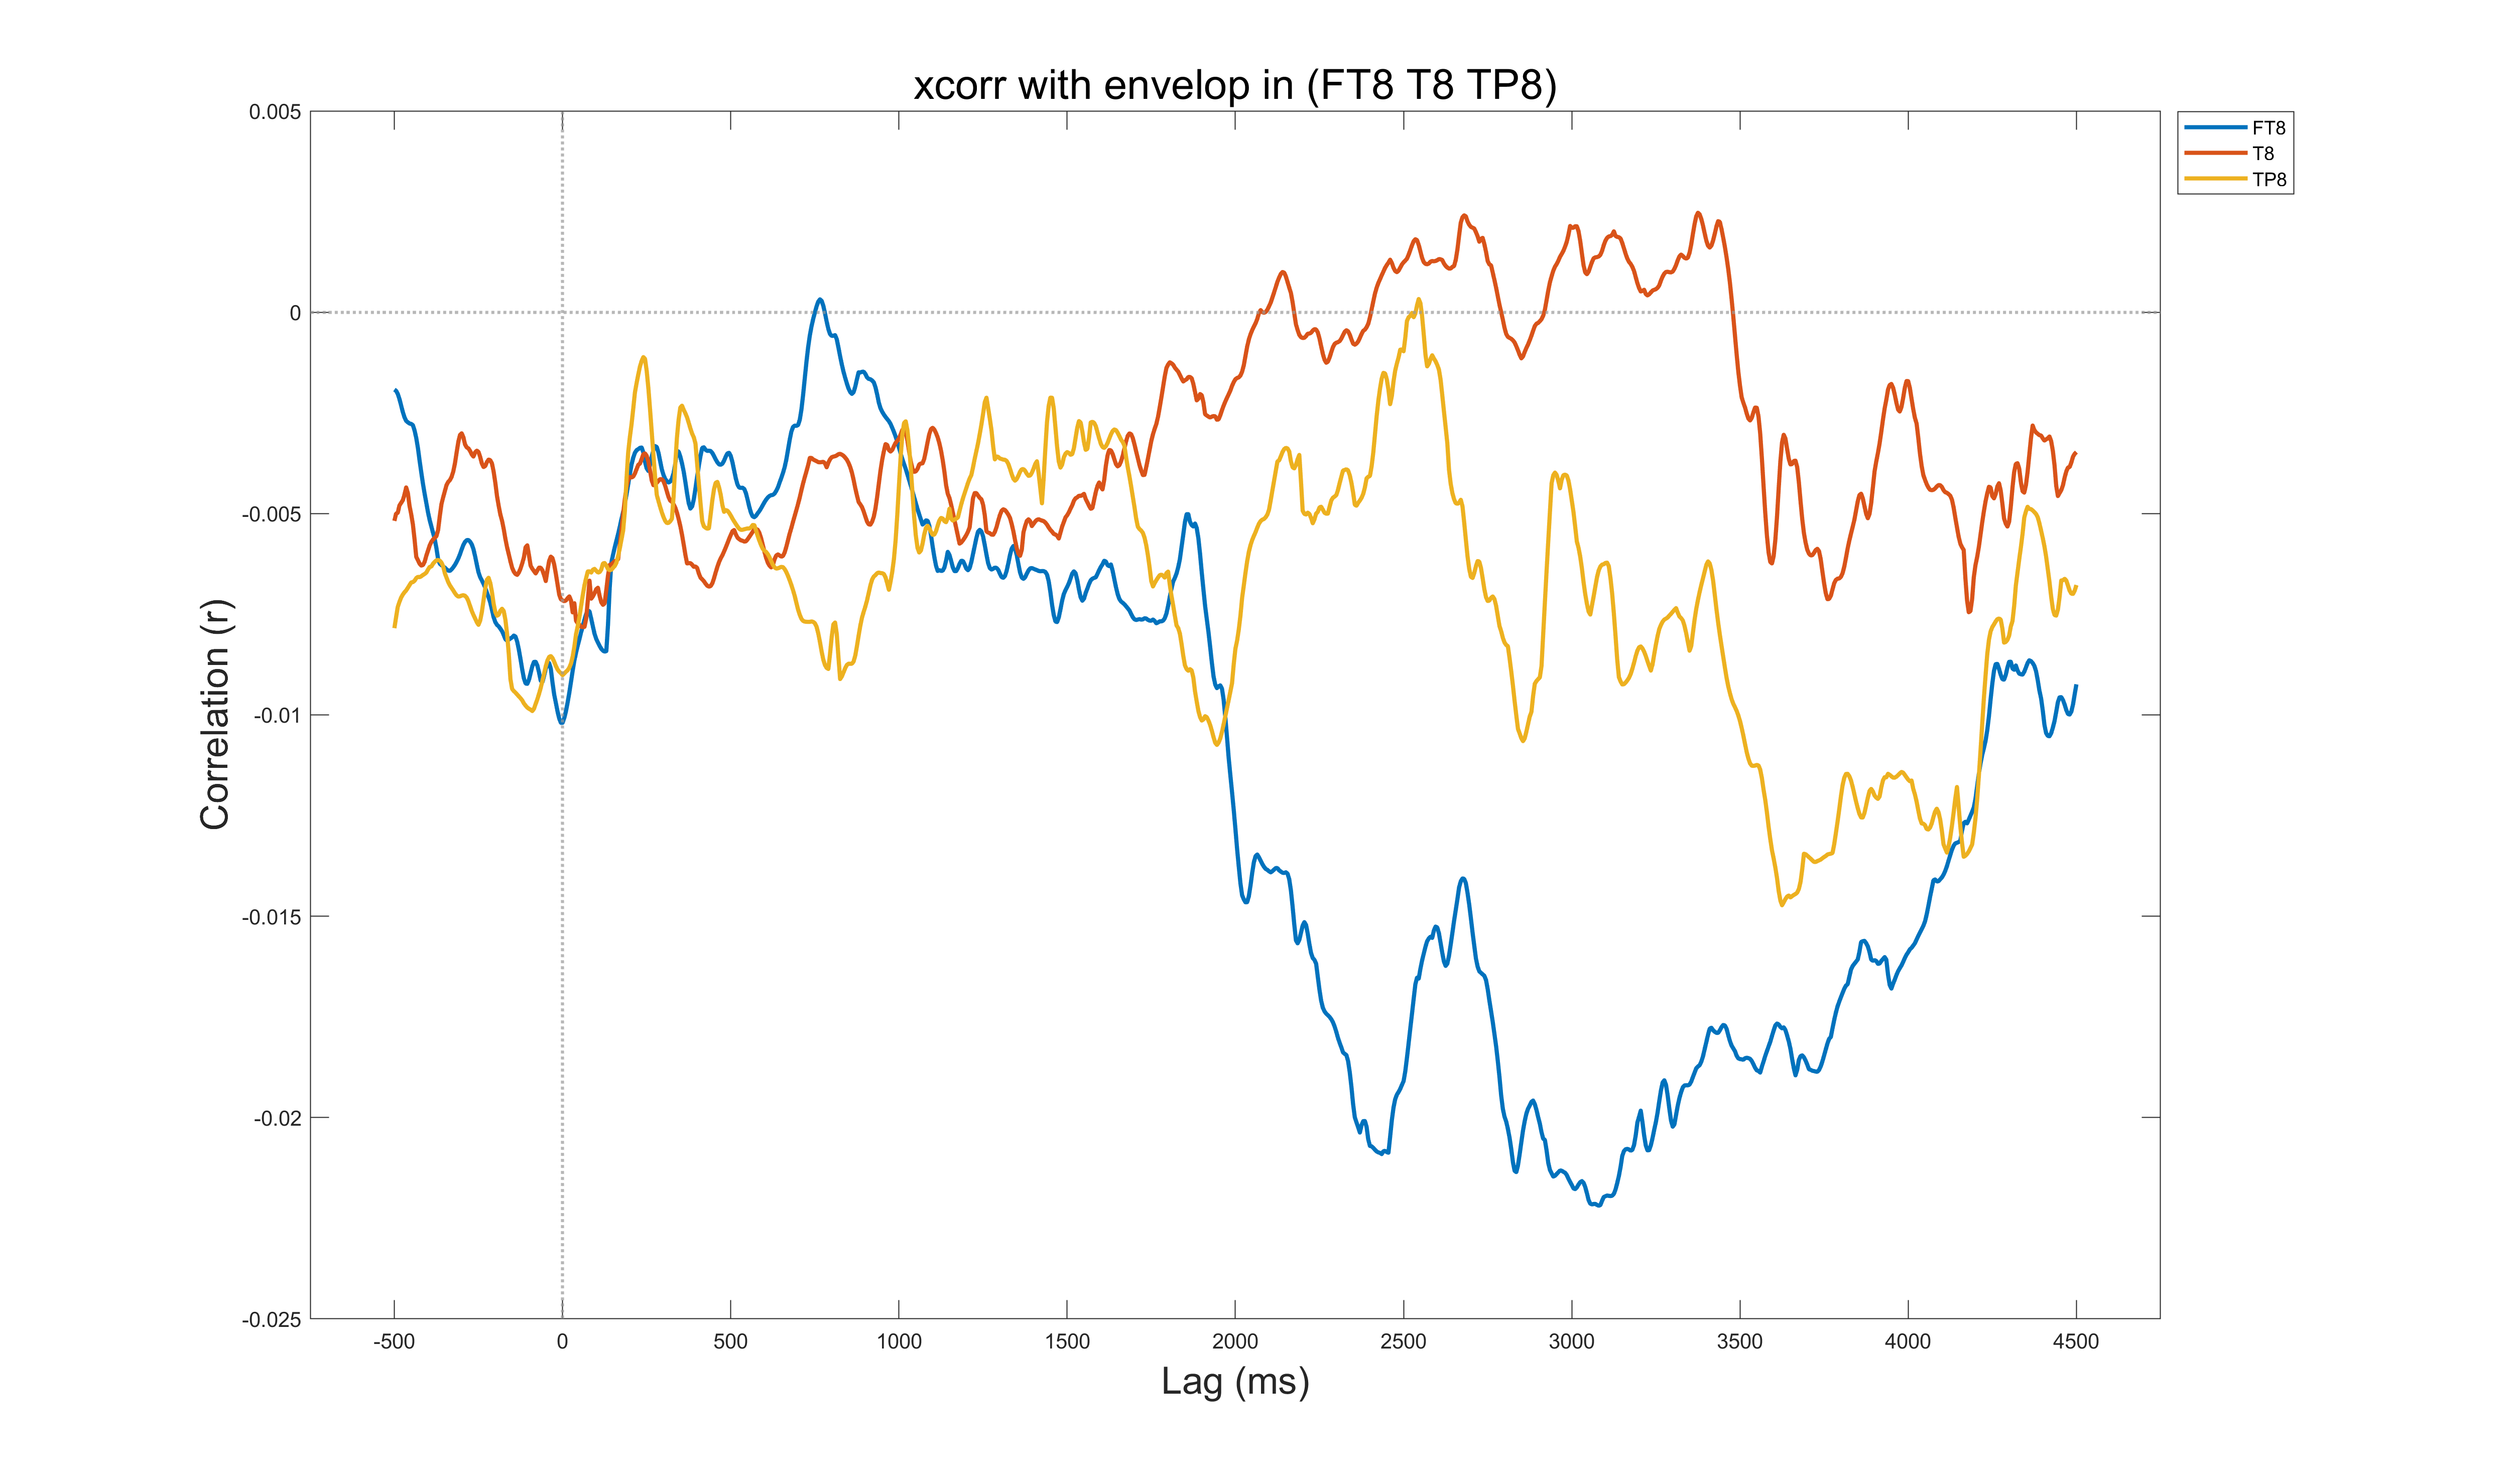 xcorr with envelop in (FT8 T8 TP8)
FT8
T8
TP8
Correlation (r)
0.005
0
-0.005
-0.01
-0.015
-0.02
-0.025
-500 0 500 1000 1500 2000 2500 3000 3500 4000 4500
Lag (ms)